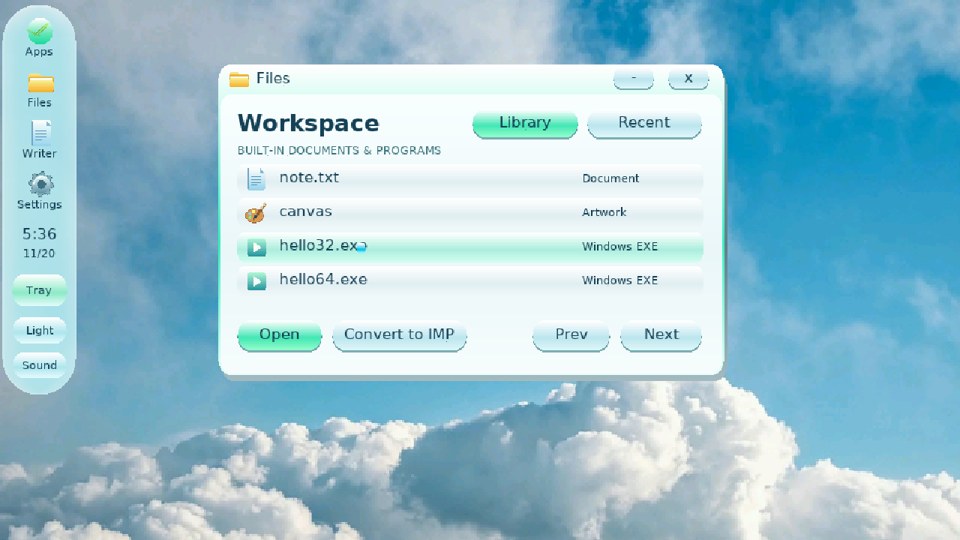 Apps
Files
Writer
Settings
5:36
11/20
Tray
Light
Sound
Files
- x
Workspace
Library Recent
BUILT-IN DOCUMENTS & PROGRAMS
note.txt Document
canvas Artwork
hello32.exe Windows EXE
hello64.exe Windows EXE
Open Convert to IMP Prev Next